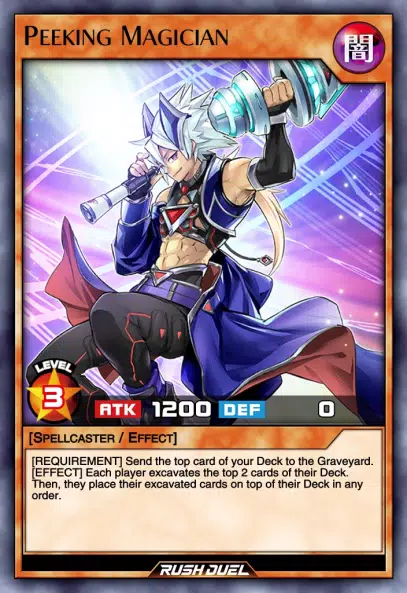 PEEKING MAGICIAN
闇
LEVEL
3
ATK 1200 DEF 0
[SPELLCASTER / EFFECT]
[REQUIREMENT] Send the top card of your Deck to the Graveyard.
[EFFECT] Each player excavates the top 2 cards of their Deck.
Then, they place their excavated cards on top of their Deck in any
order.
RUSH DUEL